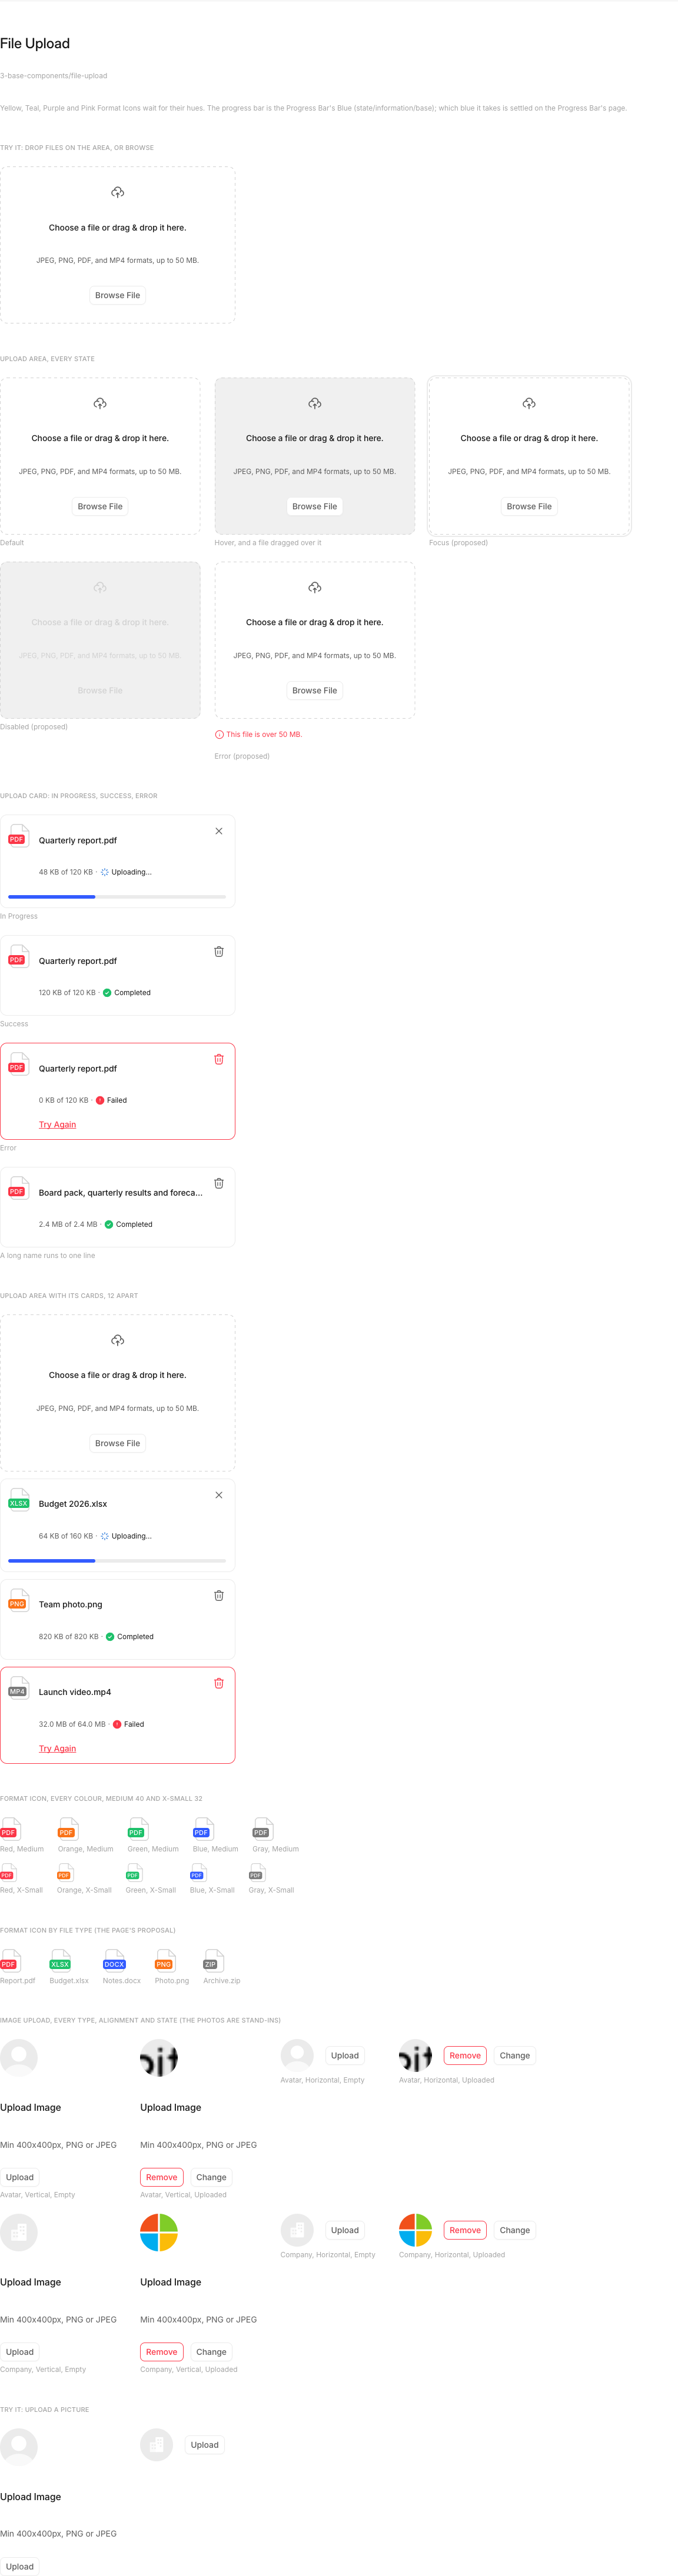 File Upload
3-base-components/file-upload
Yellow, Teal, Purple and Pink Format Icons wait for their hues. The progress bar is the Progress Bar's Blue (state/information/base); which blue it takes is settled on the Progress Bar's page.
TRY IT: DROP FILES ON THE AREA, OR BROWSE
Choose a file or drag & drop it here.
JPEG, PNG, PDF, and MP4 formats, up to 50 MB.
Browse File
UPLOAD AREA, EVERY STATE
Choose a file or drag & drop it here.
JPEG, PNG, PDF, and MP4 formats, up to 50 MB.
Browse File
Default
Choose a file or drag & drop it here.
JPEG, PNG, PDF, and MP4 formats, up to 50 MB.
Browse File
Hover, and a file dragged over it
Choose a file or drag & drop it here.
JPEG, PNG, PDF, and MP4 formats, up to 50 MB.
Browse File
Focus (proposed)
Choose a file or drag & drop it here.
JPEG, PNG, PDF, and MP4 formats, up to 50 MB.
Browse File
Disabled (proposed)
Choose a file or drag & drop it here.
JPEG, PNG, PDF, and MP4 formats, up to 50 MB.
Browse File
This file is over 50 MB.
Error (proposed)
UPLOAD CARD: IN PROGRESS, SUCCESS, ERROR
PDF
Quarterly report.pdf
48 KB of 120 KB · Uploading...
In Progress
PDF
Quarterly report.pdf
120 KB of 120 KB · Completed
Success
PDF
Quarterly report.pdf
0 KB of 120 KB · Failed
Try Again
Error
PDF
Board pack, quarterly results and foreca...
2.4 MB of 2.4 MB · Completed
A long name runs to one line
UPLOAD AREA WITH ITS CARDS, 12 APART
Choose a file or drag & drop it here.
JPEG, PNG, PDF, and MP4 formats, up to 50 MB.
Browse File
XLSX
Budget 2026.xlsx
64 KB of 160 KB · Uploading...
PNG
Team photo.png
820 KB of 820 KB · Completed
MP4
Launch video.mp4
32.0 MB of 64.0 MB · Failed
Try Again
FORMAT ICON, EVERY COLOUR, MEDIUM 40 AND X-SMALL 32
PDF PDF PDF PDF PDF
Red, Medium Orange, Medium Green, Medium Blue, Medium Gray, Medium
PDF PDF PDF PDF PDF
Red, X-Small Orange, X-Small Green, X-Small Blue, X-Small Gray, X-Small
FORMAT ICON BY FILE TYPE (THE PAGE'S PROPOSAL)
PDF XLSX DOCX PNG ZIP
Report.pdf Budget.xlsx Notes.docx Photo.png Archive.zip
IMAGE UPLOAD, EVERY TYPE, ALIGNMENT AND STATE (THE PHOTOS ARE STAND-INS)
Upload Image
Min 400x400px, PNG or JPEG
Upload
Avatar, Vertical, Empty
Upload Image
Min 400x400px, PNG or JPEG
Remove Change
Avatar, Vertical, Uploaded
Upload
Avatar, Horizontal, Empty
Remove Change
Avatar, Horizontal, Uploaded
Upload Image
Min 400x400px, PNG or JPEG
Upload
Company, Vertical, Empty
Upload Image
Min 400x400px, PNG or JPEG
Remove Change
Company, Vertical, Uploaded
Upload
Company, Horizontal, Empty
Remove Change
Company, Horizontal, Uploaded
TRY IT: UPLOAD A PICTURE
Upload
Upload Image
Min 400x400px, PNG or JPEG
Upload